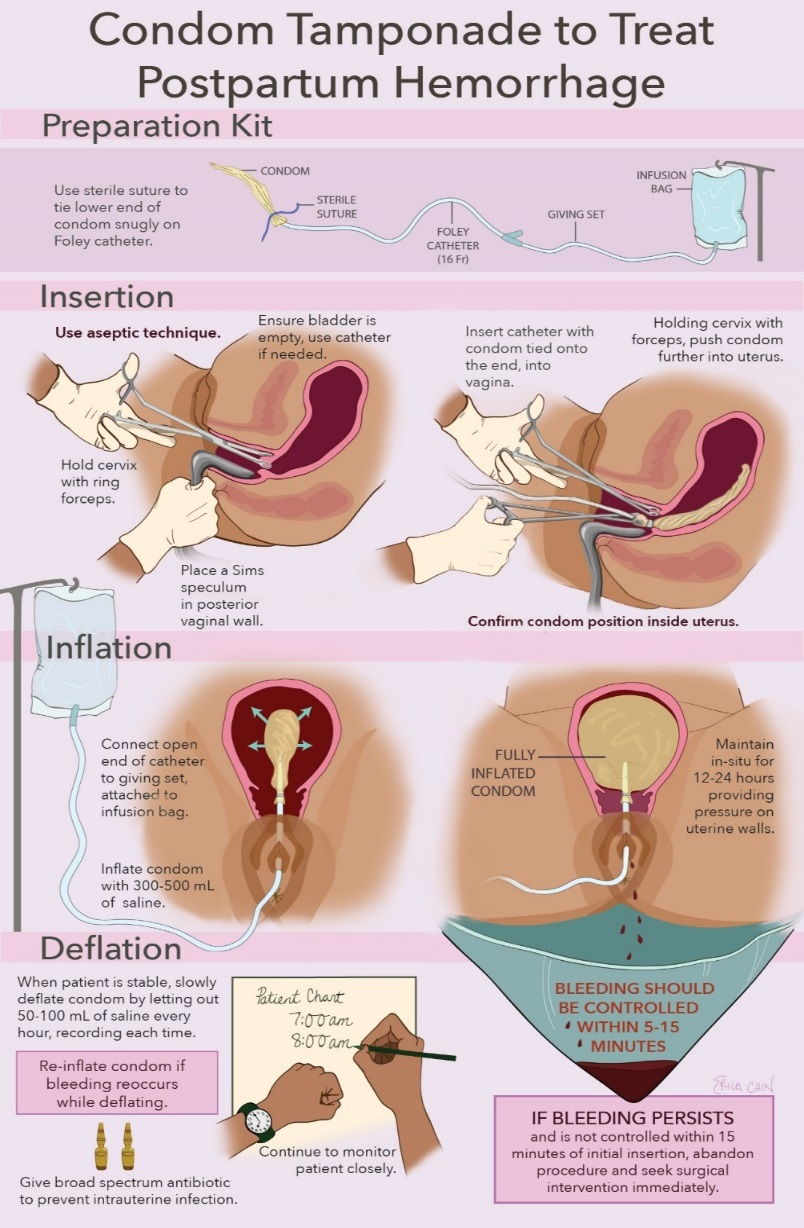 Condom Tamponade to Treat
Postpartum Hemorrhage
Preparation Kit
Use sterile suture to
tie lower end of
condom snugly on
Foley catheter.
CONDOM
STERILE
SUTURE
FOLEY
CATHETER
(16 Fr)
GIVING SET
INFUSION
BAG
Insertion
Use aseptic technique.
Ensure bladder is
empty, use catheter
if needed.
Hold cervix
with ring
forceps.
Place a Sims
speculum
in posterior
vaginal wall.
Insert catheter with
condom tied onto
the end, into
vagina.
Holding cervix with
forceps, push condom
further into uterus.
Confirm condom position inside uterus.
Inflation
Connect open
end of catheter
to giving set,
attached to
infusion bag.
Inflate condom
with 300-500 mL
of saline.
FULLY
INFLATED
CONDOM
Maintain
in-situ for
12-24 hours
providing
pressure on
uterine walls.
BLEEDING SHOULD
BE CONTROLLED
WITHIN 5-15
MINUTES
ERICA CHIN
IF BLEEDING PERSISTS
and is not controlled within 15
minutes of initial insertion, abandon
procedure and seek surgical
intervention immediately.
Deflation
When patient is stable, slowly
deflate condom by letting out
50-100 mL of saline every
hour, recording each time.
Re-inflate condom if
bleeding reoccurs
while deflating.
Give broad spectrum antibiotic
to prevent intrauterine infection.
Patient Chart
7:00am
8:00am
Continue to monitor
patient closely.